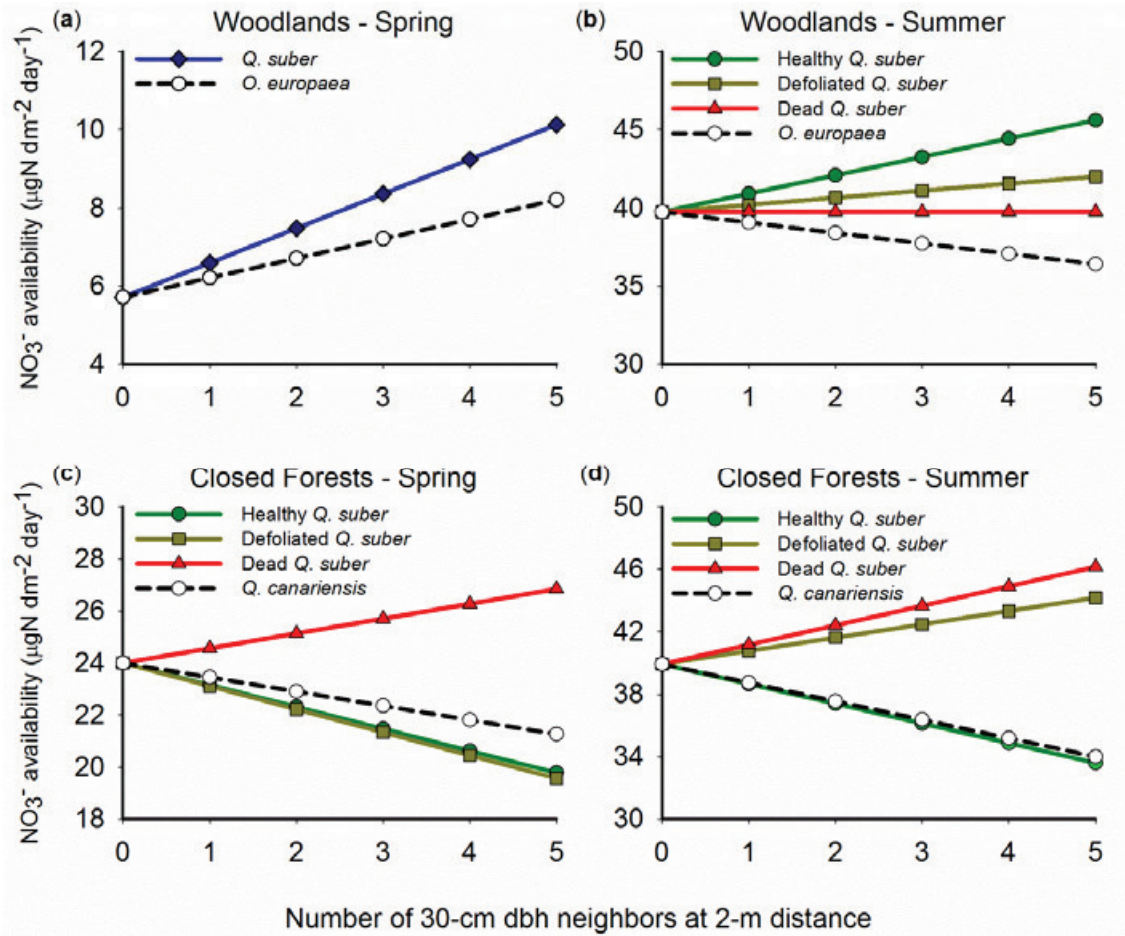 (a) Woodlands - Spring
NO3- availability (µgN dm-2 day-1)
12
10
8
6
4
Q. suber
O. europaea
0 1 2 3 4 5
(b) Woodlands - Summer
50
45
40
35
30
Healthy Q. suber
Defoliated Q. suber
Dead Q. suber
O. europaea
0 1 2 3 4 5
(c) Closed Forests - Spring
NO3- availability (µgN dm-2 day-1)
30
28
26
24
22
20
18
Healthy Q. suber
Defoliated Q. suber
Dead Q. suber
Q. canariensis
0 1 2 3 4 5
(d) Closed Forests - Summer
50
46
42
38
34
30
Healthy Q. suber
Defoliated Q. suber
Dead Q. suber
Q. canariensis
0 1 2 3 4 5
Number of 30-cm dbh neighbors at 2-m distance